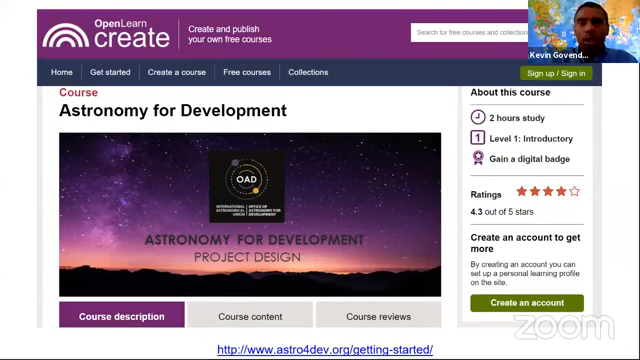 OpenLearn
create
Create and publish
your own free courses
Search for free courses and collection
Kevin Govend...
Home
Get started
Create a course
Free courses
Collections
Sign up / Sign in
Course
Astronomy for Development
OAD
INTERNATIONAL
ASTRONOMICAL
UNION
OFFICE OF
ASTRONOMY FOR
DEVELOPMENT
ASTRONOMY FOR DEVELOPMENT
PROJECT DESIGN
Course description
Course content
Course reviews
About this course
2 hours study
1
Level 1: Introductory
Gain a digital badge
Ratings
4.3 out of 5 stars
Create an account to get
more
By creating an account you can
set up a personal learning profile
on the site.
Create an account
zoom
http://www.astro4dev.org/getting-started/